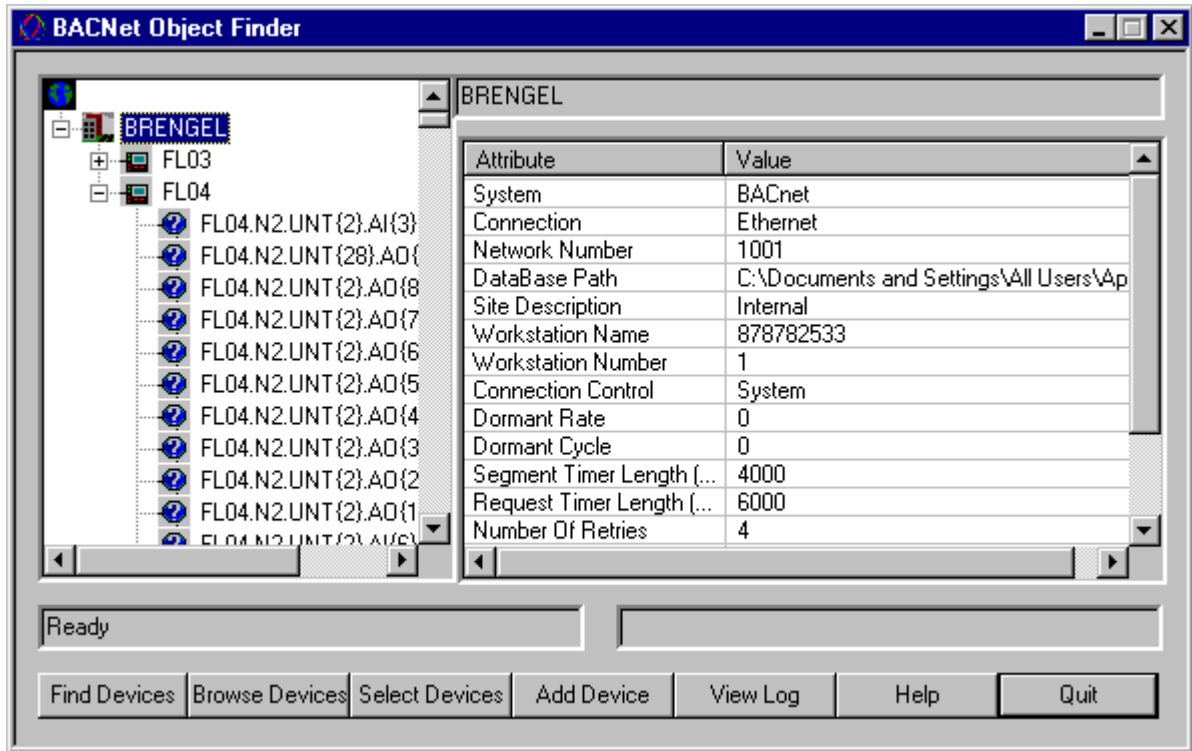 BACNet Object Finder
BRENGEL
FL03
FL04
FL04.N2.UNT{2}.AI{3}
FL04.N2.UNT{28}.AO{
FL04.N2.UNT{2}.AO{8
FL04.N2.UNT{2}.AO{7
FL04.N2.UNT{2}.AO{6
FL04.N2.UNT{2}.AO{5
FL04.N2.UNT{2}.AO{4
FL04.N2.UNT{2}.AO{3
FL04.N2.UNT{2}.AO{2
FL04.N2.UNT{2}.AO{1
FL04.N2.UNT{2}.AI{6}
BRENGEL
Attribute Value
System BACnet
Connection Ethernet
Network Number 1001
DataBase Path C:\Documents and Settings\All Users\Ap
Site Description Internal
Workstation Name 878782533
Workstation Number 1
Connection Control System
Dormant Rate 0
Dormant Cycle 0
Segment Timer Length (... 4000
Request Timer Length (... 6000
Number Of Retries 4
Ready
Find Devices Browse Devices Select Devices Add Device View Log Help Quit